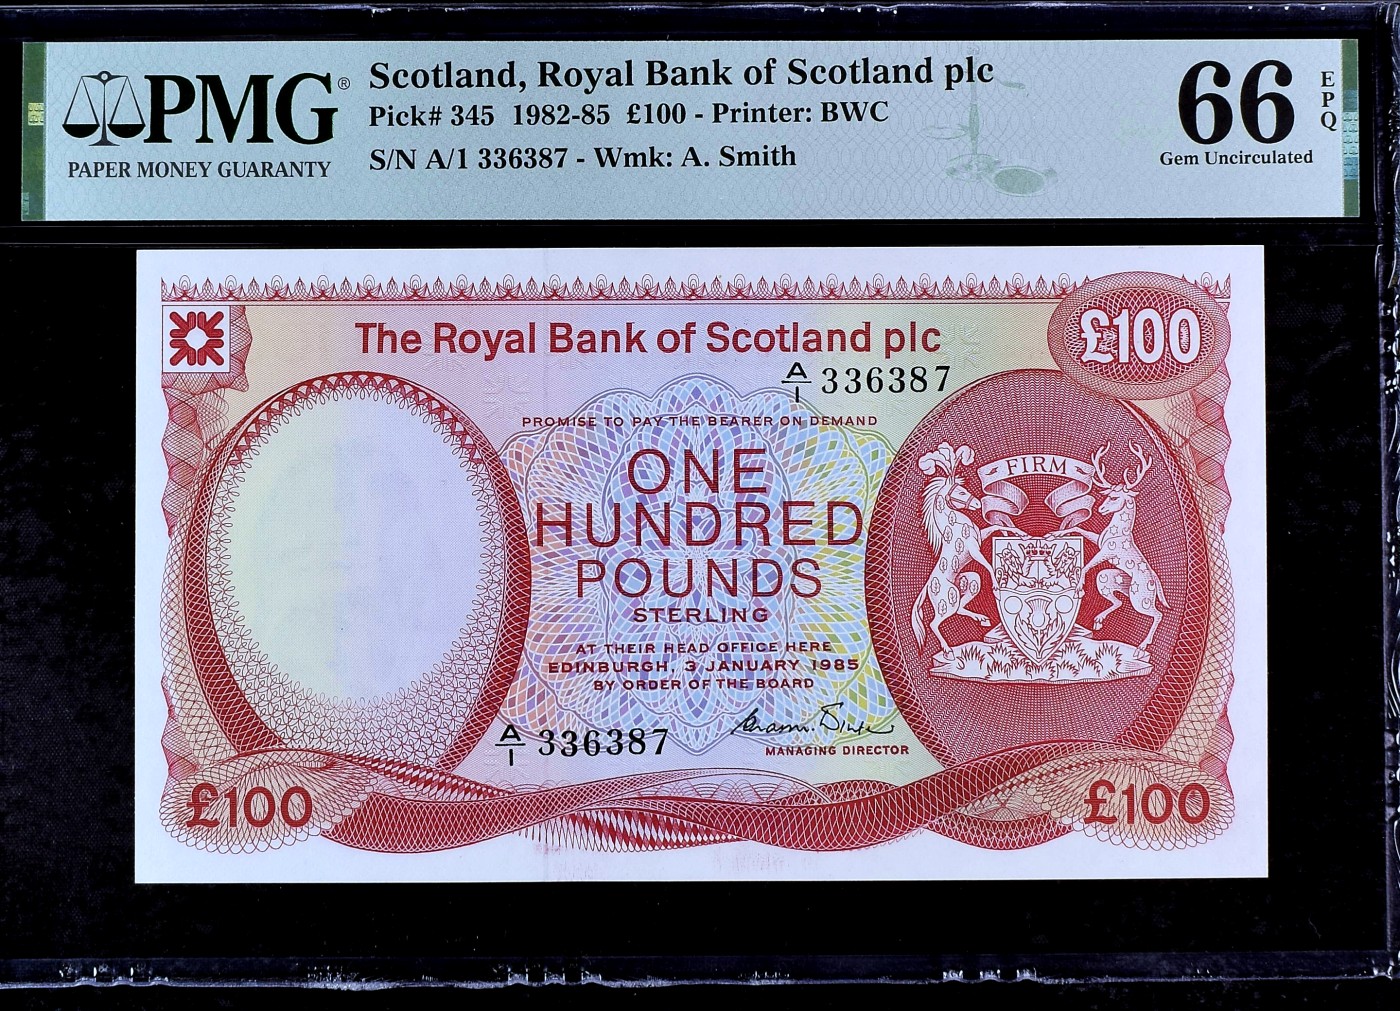 PMG®
PAPER MONEY GUARANTY
Scotland, Royal Bank of Scotland plc
Pick# 345 1982-85 £100 - Printer: BWC
S/N A/1 336387 - Wmk: A. Smith
66
EPQ
Gem Uncirculated
The Royal Bank of Scotland plc
£100
A/1 336387
PROMISE TO PAY THE BEARER ON DEMAND
ONE
HUNDRED
POUNDS
STERLING
FIRM
AT THEIR HEAD OFFICE HERE
EDINBURGH, 3 JANUARY 1985
BY ORDER OF THE BOARD
A/1 336387
MANAGING DIRECTOR
£100
£100